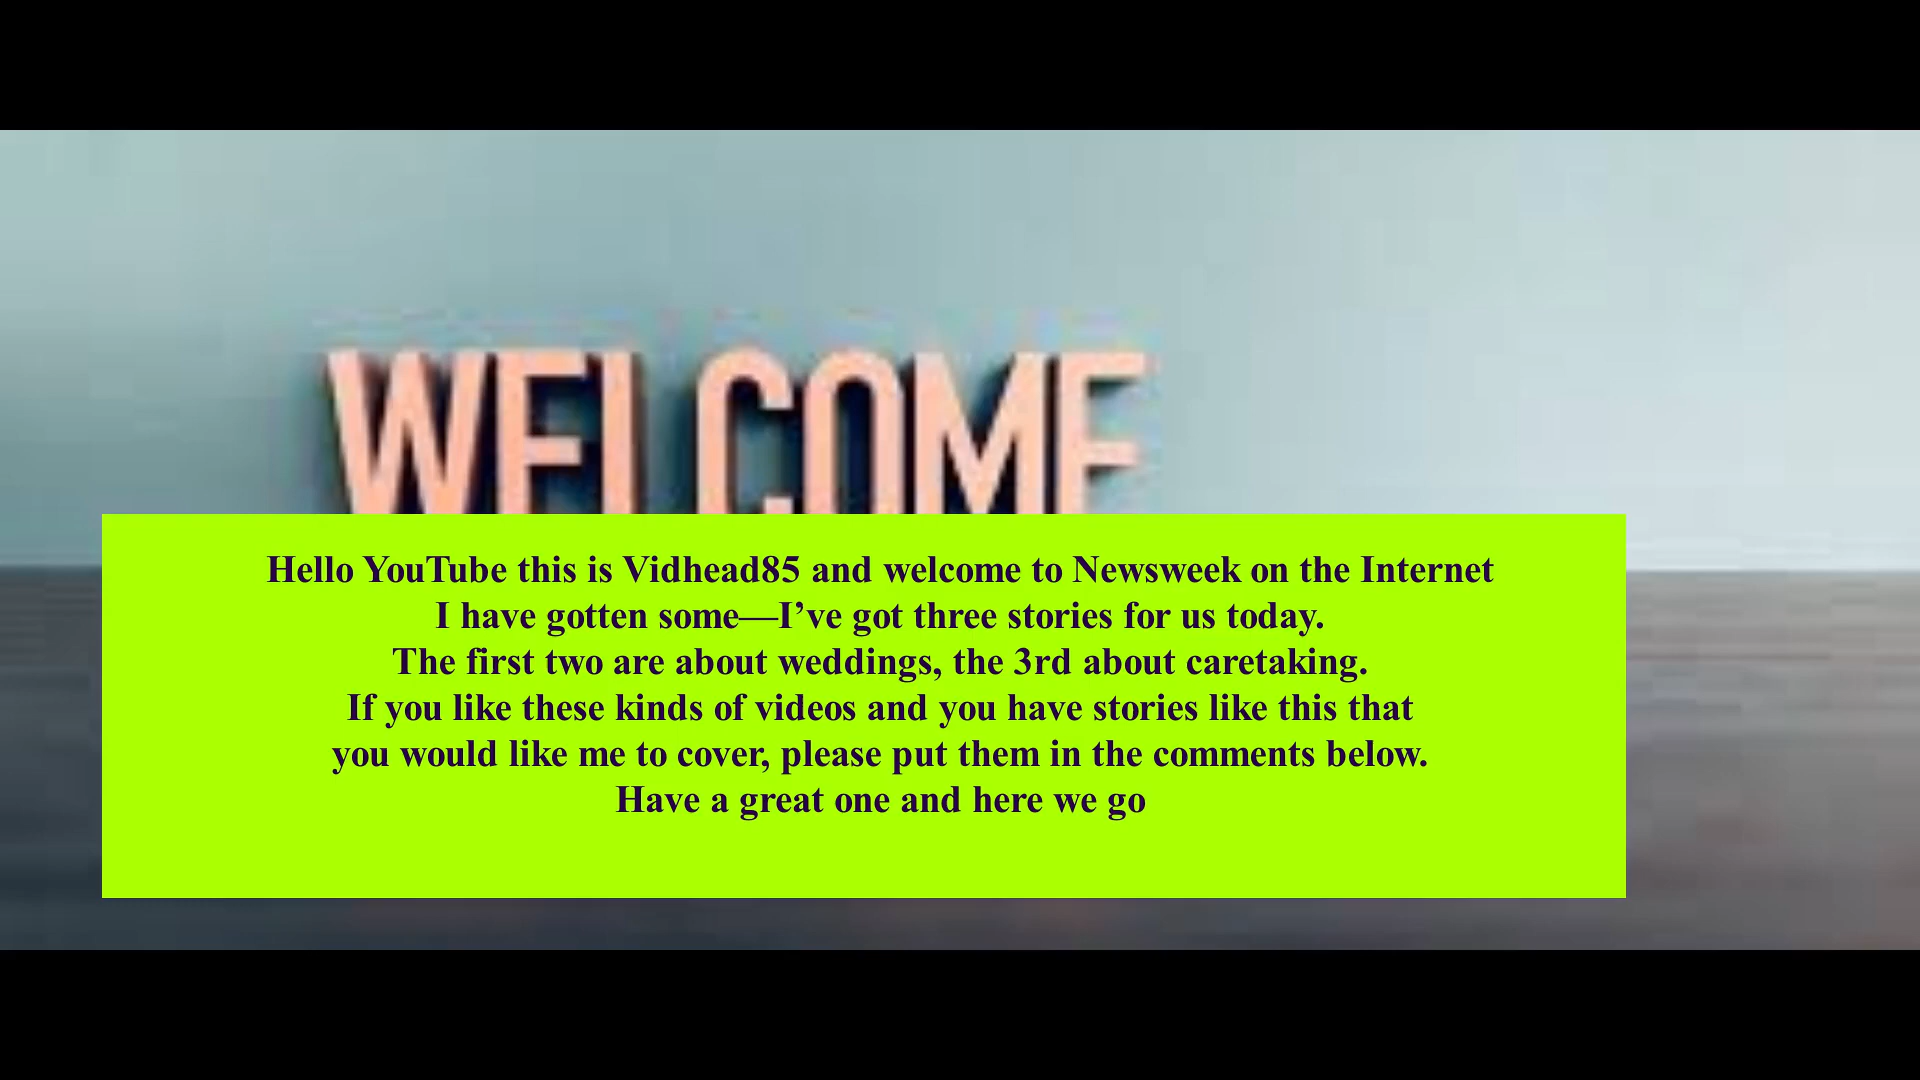 WELCOME
Hello YouTube this is Vidhead85 and welcome to Newsweek on the Internet
I have gotten some—I’ve got three stories for us today.
The first two are about weddings, the 3rd about caretaking.
If you like these kinds of videos and you have stories like this that
you would like me to cover, please put them in the comments below.
Have a great one and here we go